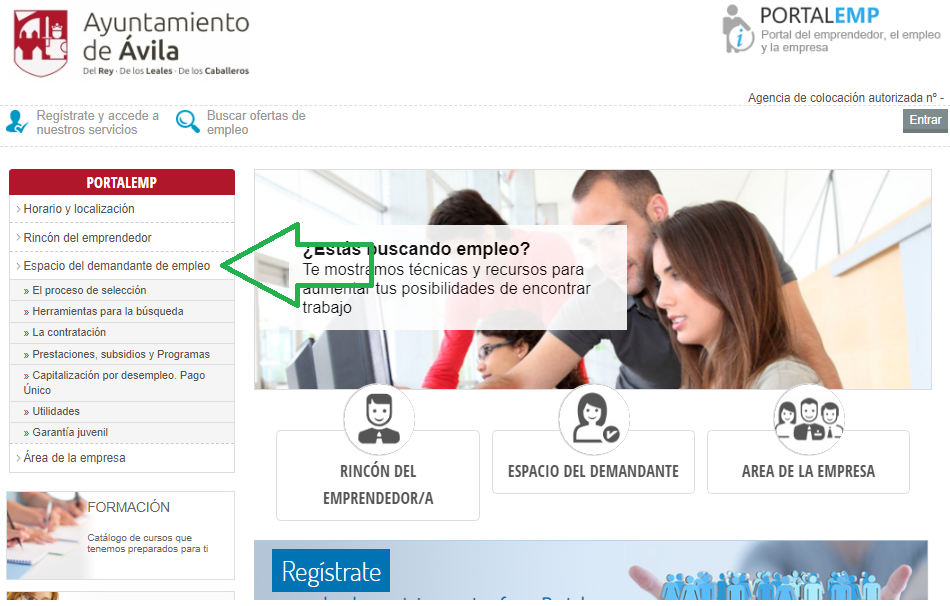 Ayuntamiento
de Ávila
Del Rey · De los Leales · De los Caballeros
PORTALEMP
Portal del emprendedor, el empleo
y la empresa
Agencia de colocación autorizada nº -
Regístrate y accede a
nuestros servicios
Buscar ofertas de
empleo
Entrar
PORTALEMP
Horario y localización
Rincón del emprendedor
Espacio del demandante de empleo
» El proceso de selección
» Herramientas para la búsqueda
» La contratación
» Prestaciones, subsidios y Programas
» Capitalización por desempleo. Pago
Único
» Utilidades
» Garantía juvenil
Área de la empresa
¿Estás buscando empleo?
Te mostramos técnicas y recursos para
aumentar tus posibilidades de encontrar
trabajo
RINCÓN DEL
EMPRENDEDOR/A
ESPACIO DEL DEMANDANTE
AREA DE LA EMPRESA
FORMACIÓN
Catálogo de cursos que
tenemos preparados para ti
Regístrate